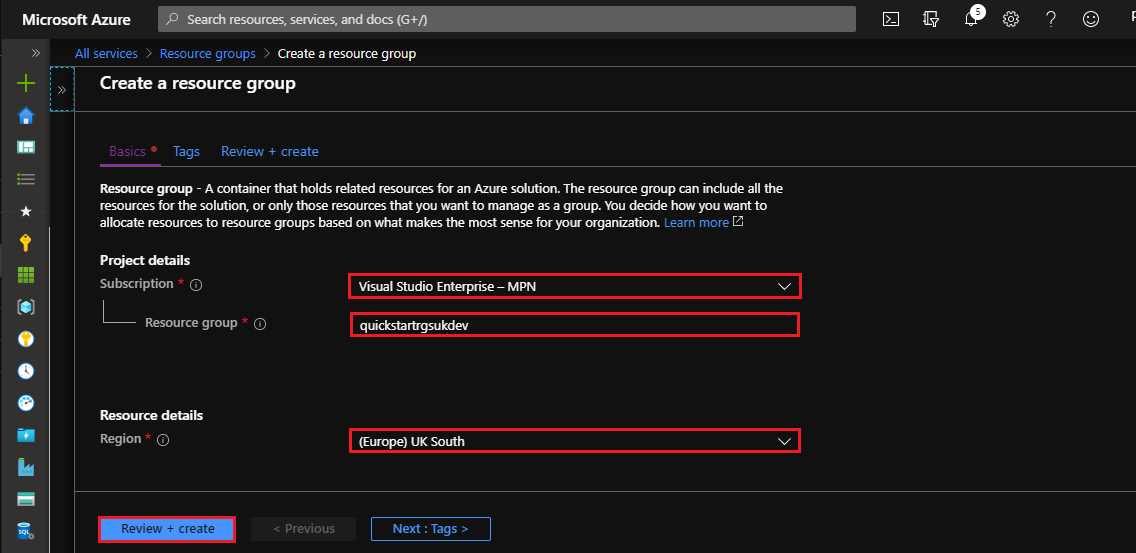 Microsoft Azure
Search resources, services, and docs (G+/)
5
All services > Resource groups > Create a resource group
Create a resource group
Basics Tags Review + create
Resource group - A container that holds related resources for an Azure solution. The resource group can include all the
resources for the solution, or only those resources that you want to manage as a group. You decide how you want to
allocate resources to resource groups based on what makes the most sense for your organization. Learn more
Project details
Subscription *
Visual Studio Enterprise – MPN
Resource group *
quickstartrgsukdev
Resource details
Region *
(Europe) UK South
Review + create
< Previous
Next : Tags >